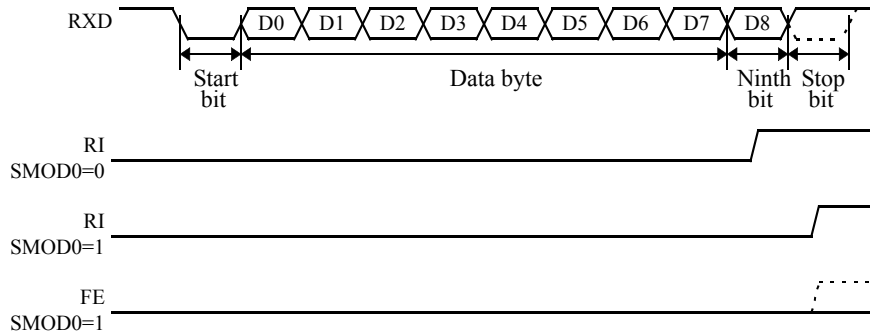 RXD D0 D1 D2 D3 D4 D5 D6 D7 D8
Start bit Data byte Ninth bit Stop bit
RI
SMOD0=0
RI
SMOD0=1
FE
SMOD0=1